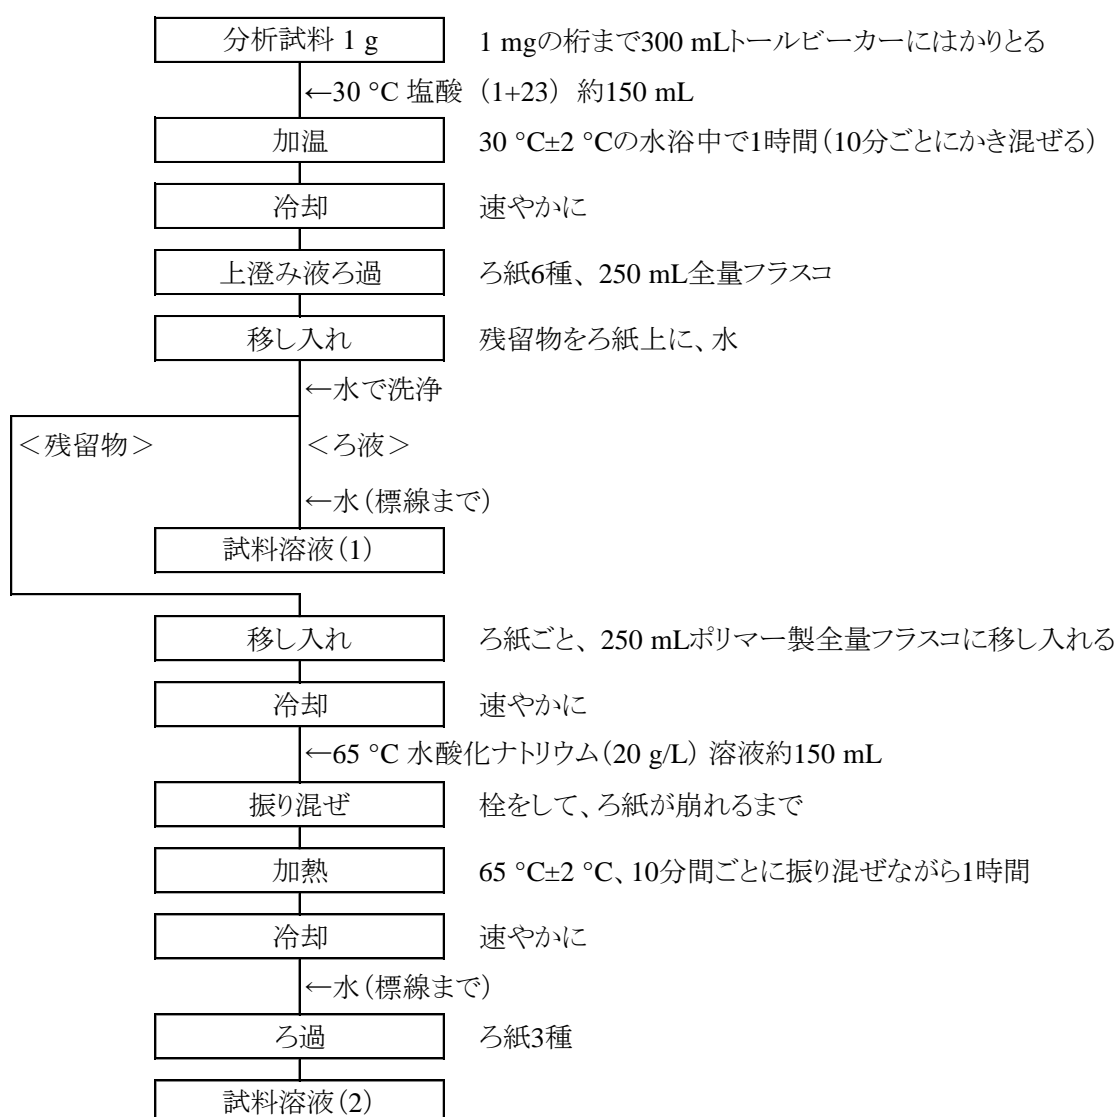 分析試料 1 g 1 mgの桁まで300 mLトールビーカーにはかりとる
←30 °C 塩酸（1+23）約150 mL
加温 30 °C±2 °Cの水浴中で1時間（10分ごとにかき混ぜる）
冷却 速やかに
上澄み液ろ過 ろ紙6種、250 mL全量フラスコ
移し入れ 残留物をろ紙上に、水
←水で洗浄
＜残留物＞ ＜ろ液＞
←水（標線まで）
試料溶液（1）
移し入れ ろ紙ごと、250 mLポリマー製全量フラスコに移し入れる
冷却 速やかに
←65 °C 水酸化ナトリウム（20 g/L）溶液約150 mL
振り混ぜ 栓をして、ろ紙が崩れるまで
加熱 65 °C±2 °C、10分間ごとに振り混ぜながら1時間
冷却 速やかに
←水（標線まで）
ろ過 ろ紙3種
試料溶液（2）